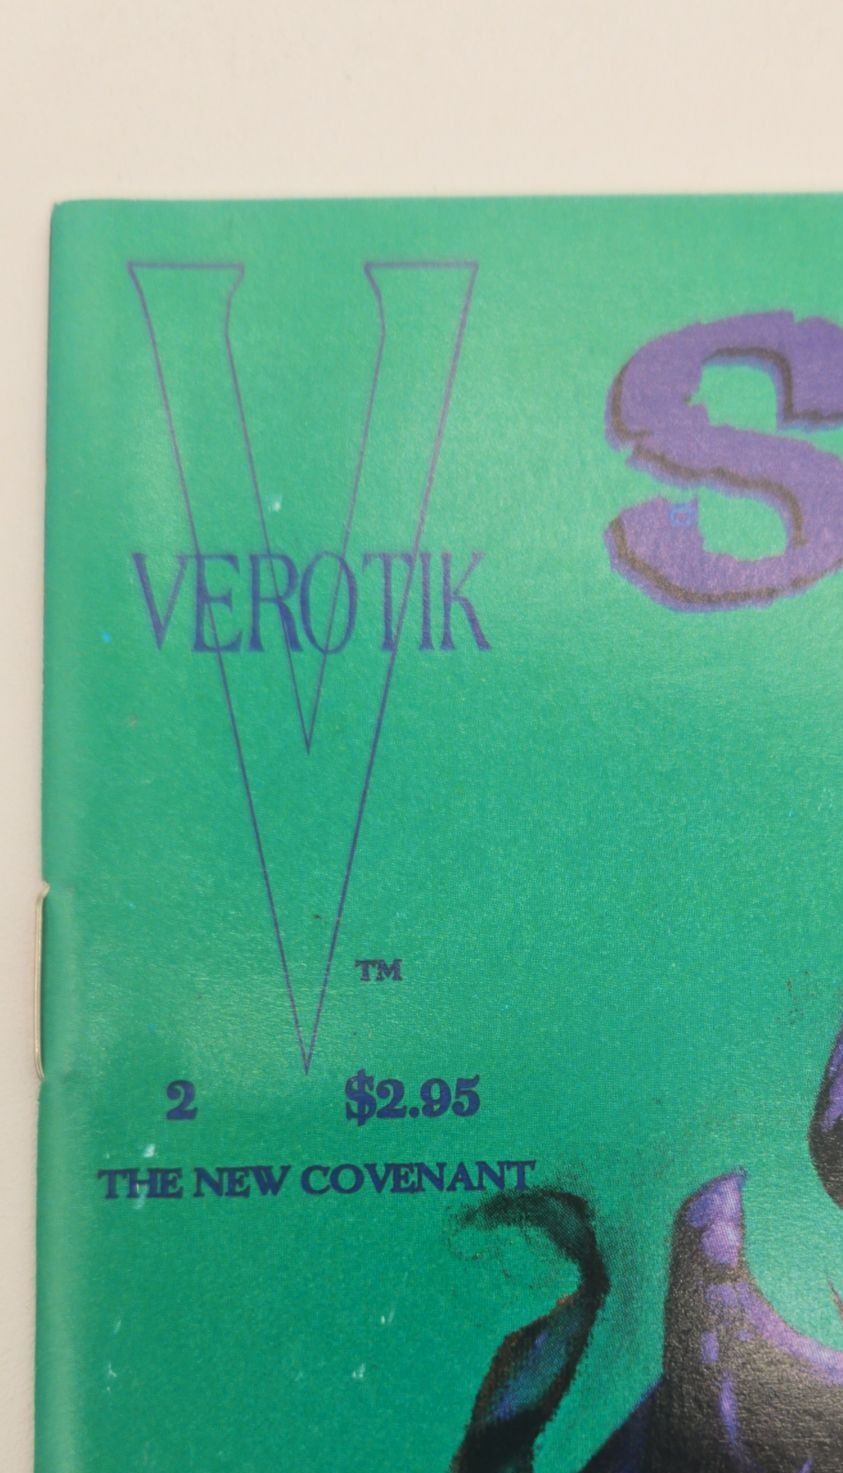 VEROTIK
S
TM
2 $2.95
THE NEW COVENANT